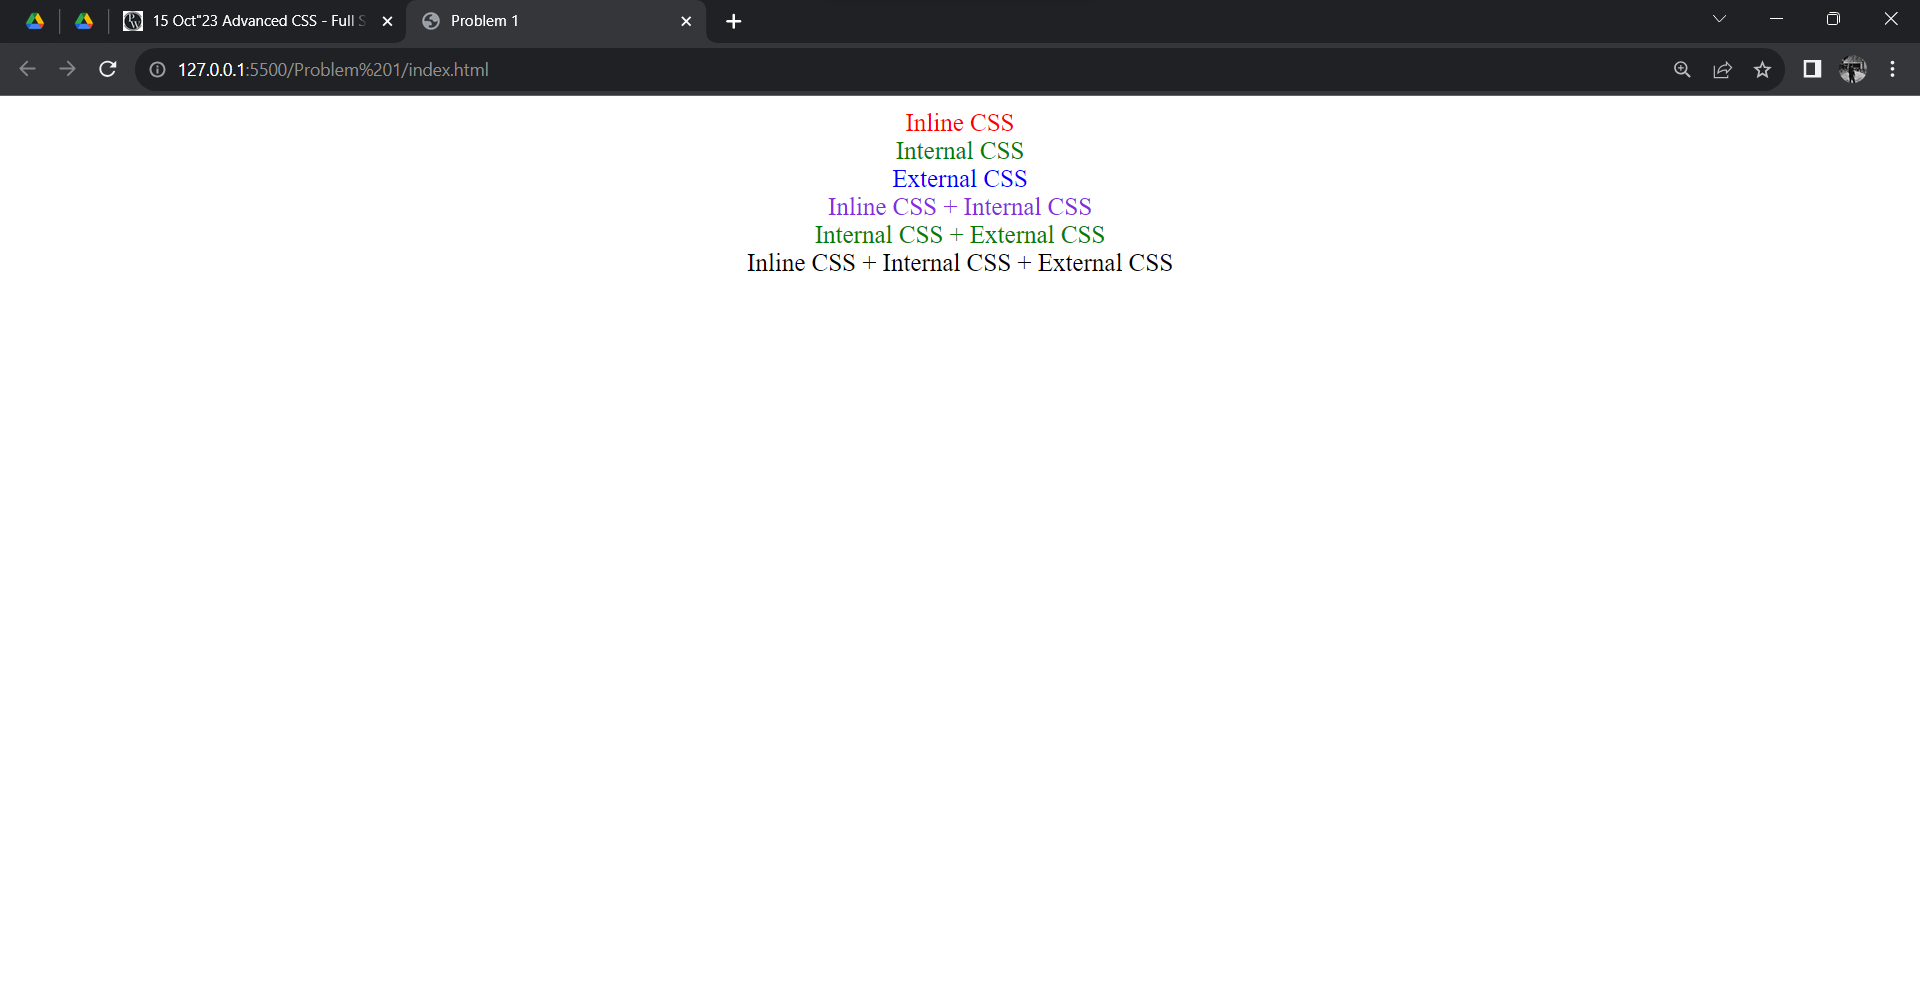 15 Oct"23 Advanced CSS - Full S
Problem 1
127.0.0.1:5500/Problem%201/index.html
Inline CSS
Internal CSS
External CSS
Inline CSS + Internal CSS
Internal CSS + External CSS
Inline CSS + Internal CSS + External CSS